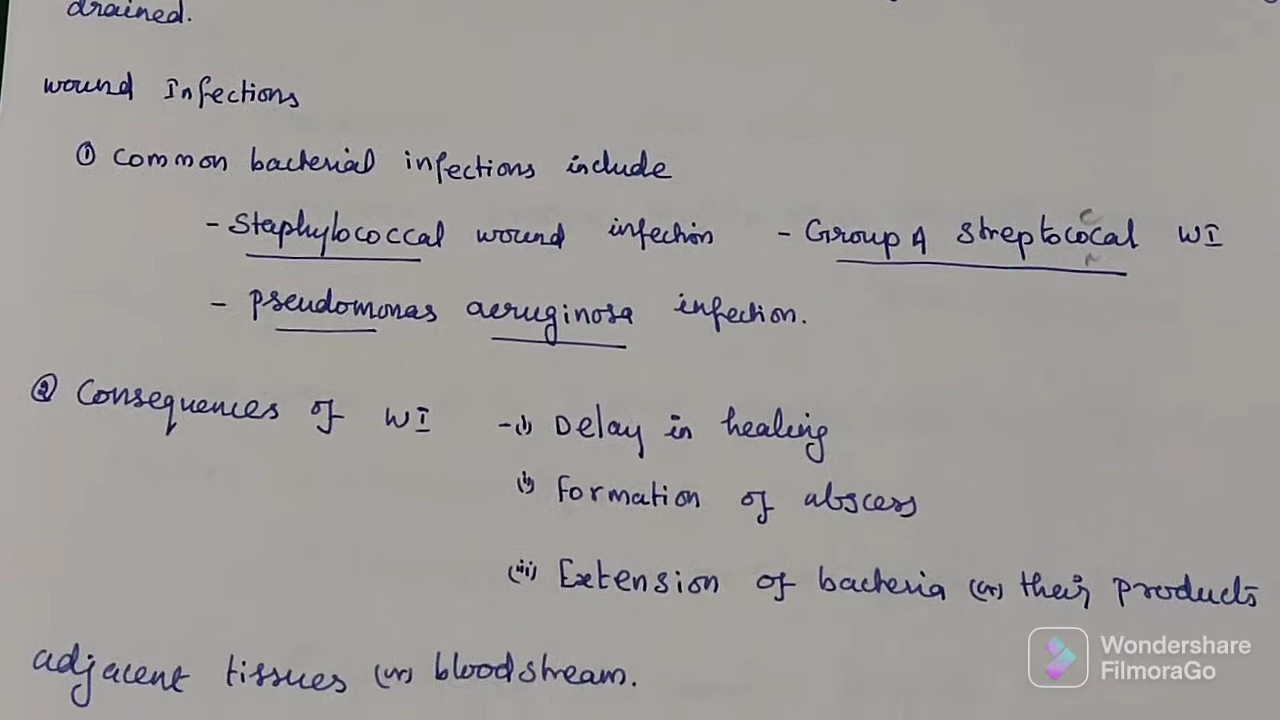 drained.
wound Infections
① Common bacterial infections include
- Staphylococcal wound infection - Group A streptococal WI
- pseudomonas aeruginosa infection.
② Consequences of WI - i) Delay in healing
ii) Formation of abscess
(iii) Extension of bacteria (or) their products
adjacent tissues (or) bloodstream.
Wondershare
FilmoraGo